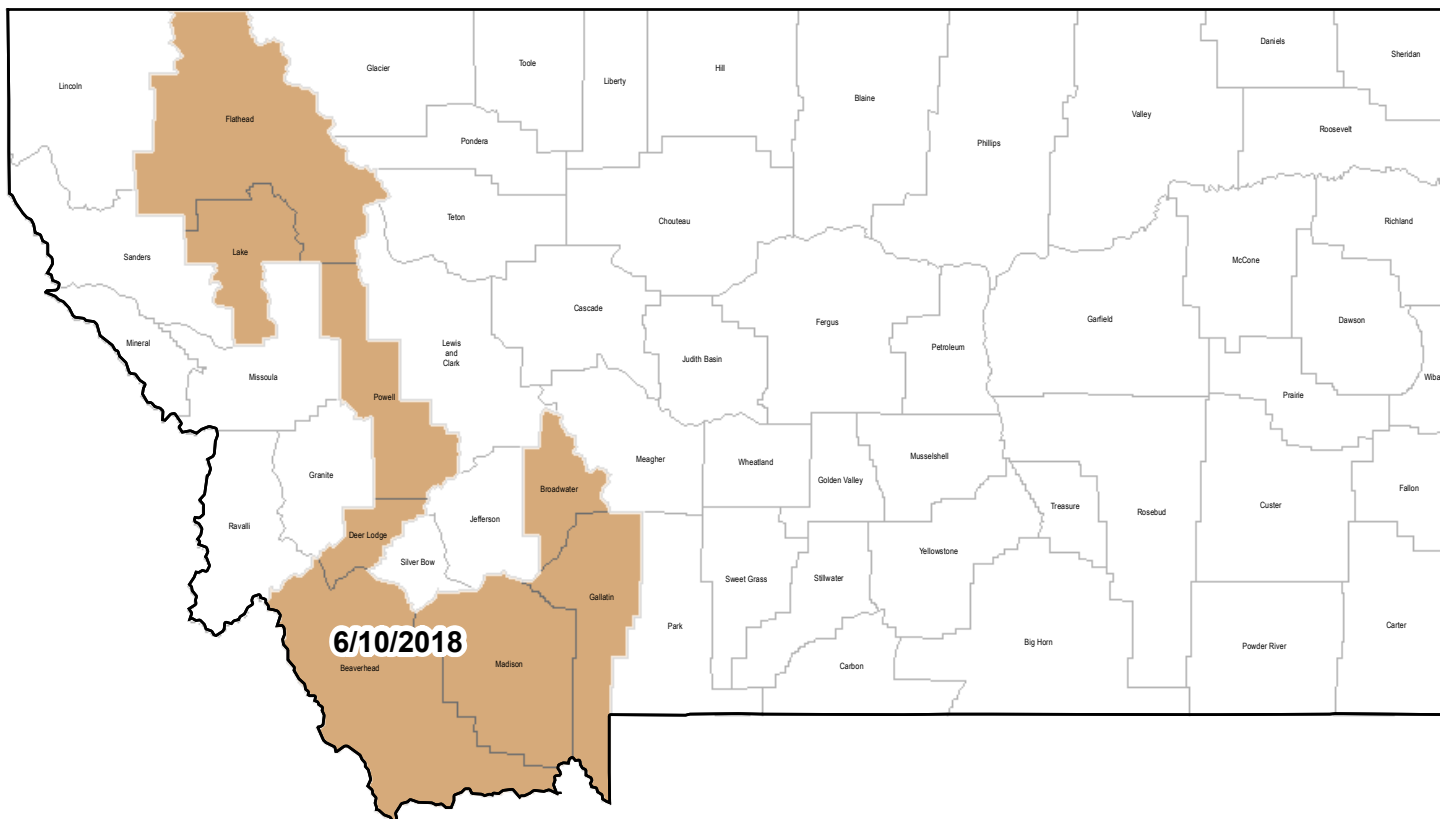 Daniels
Sheridan
Toole
Glacier
Hill
Liberty
Lincoln
Blaine
Valley
Flathead
Roosevelt
Pondera
Phillips
Teton
Chouteau
Richland
Lake
Sanders
McCone
Cascade
Garfield
Dawson
Fergus
Mineral
Lewis
and
Clark
Petroleum
Judith Basin
Missoula
Wiba
Powell
Prairie
Meagher
Wheatland
Musselshell
Granite
Golden Valley
Broadwater
Fallon
Treasure
Custer
Rosebud
Jefferson
Ravalli
Deer Lodge
Yellowstone
Silver Bow
Sweet Grass
Stillwater
Gallatin
Park
Carter
6/10/2018
Big Horn
Powder River
Madison
Beaverhead
Carbon